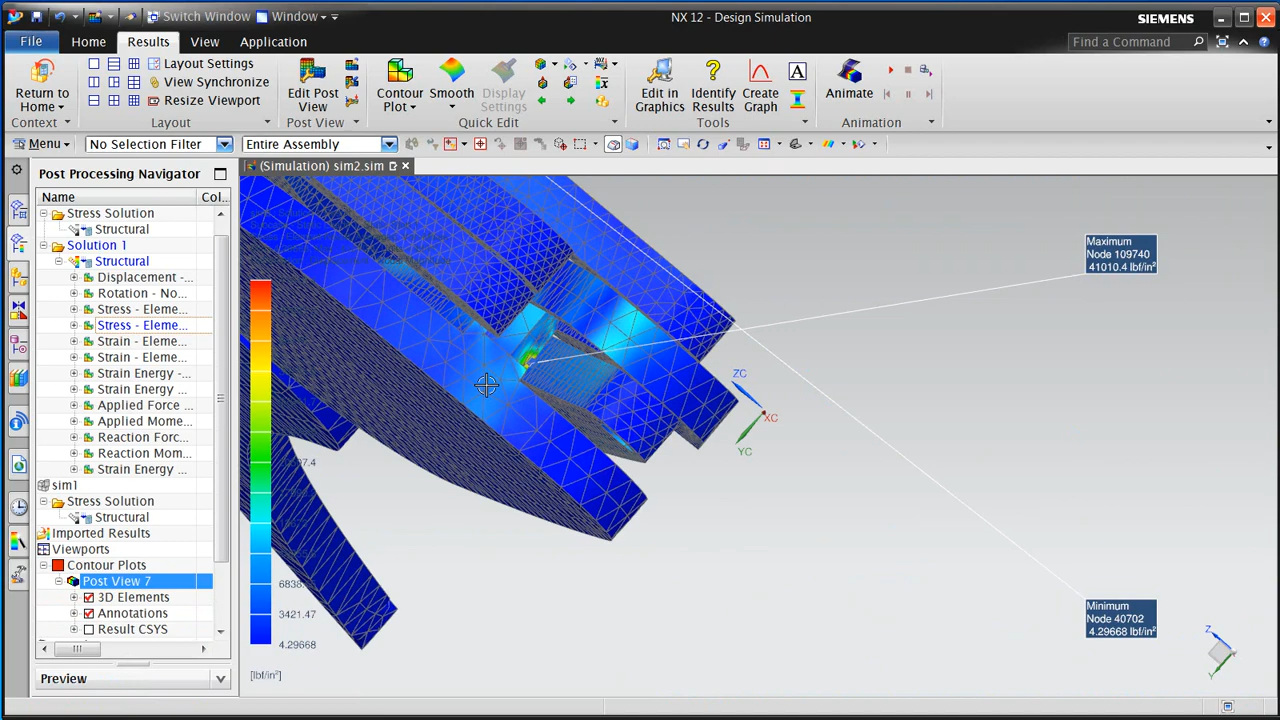 Switch Window Window
NX 12 - Design Simulation
SIEMENS
File Home Results View Application
Find a Command
Return to Home
Context
Layout Settings
View Synchronize
Resize Viewport
Layout
Edit Post View
Post View
Contour Plot
Smooth
Display Settings
Quick Edit
Edit in Graphics
Identify Results
Create Graph
Tools
Animate
Animation
Menu
No Selection Filter
Entire Assembly
(Simulation) sim2.sim
Post Processing Navigator
Name Col...
Stress Solution
Structural
Solution 1
Structural
Displacement -...
Rotation - No...
Stress - Eleme...
Stress - Eleme...
Strain - Eleme...
Strain - Eleme...
Strain Energy -...
Strain Energy ...
Applied Force ...
Applied Mome...
Reaction Forc...
Reaction Mom...
Strain Energy ...
sim1
Stress Solution
Structural
Imported Results
Viewports
Contour Plots
Post View 7
3D Elements
Annotations
Result CSYS
Preview
Maximum
Node 109740
41010.4 lbf/in²
ZC
XC
YC
3421.47
4.29668
[lbf/in²]
Minimum
Node 40702
4.29668 lbf/in²
Z
Y